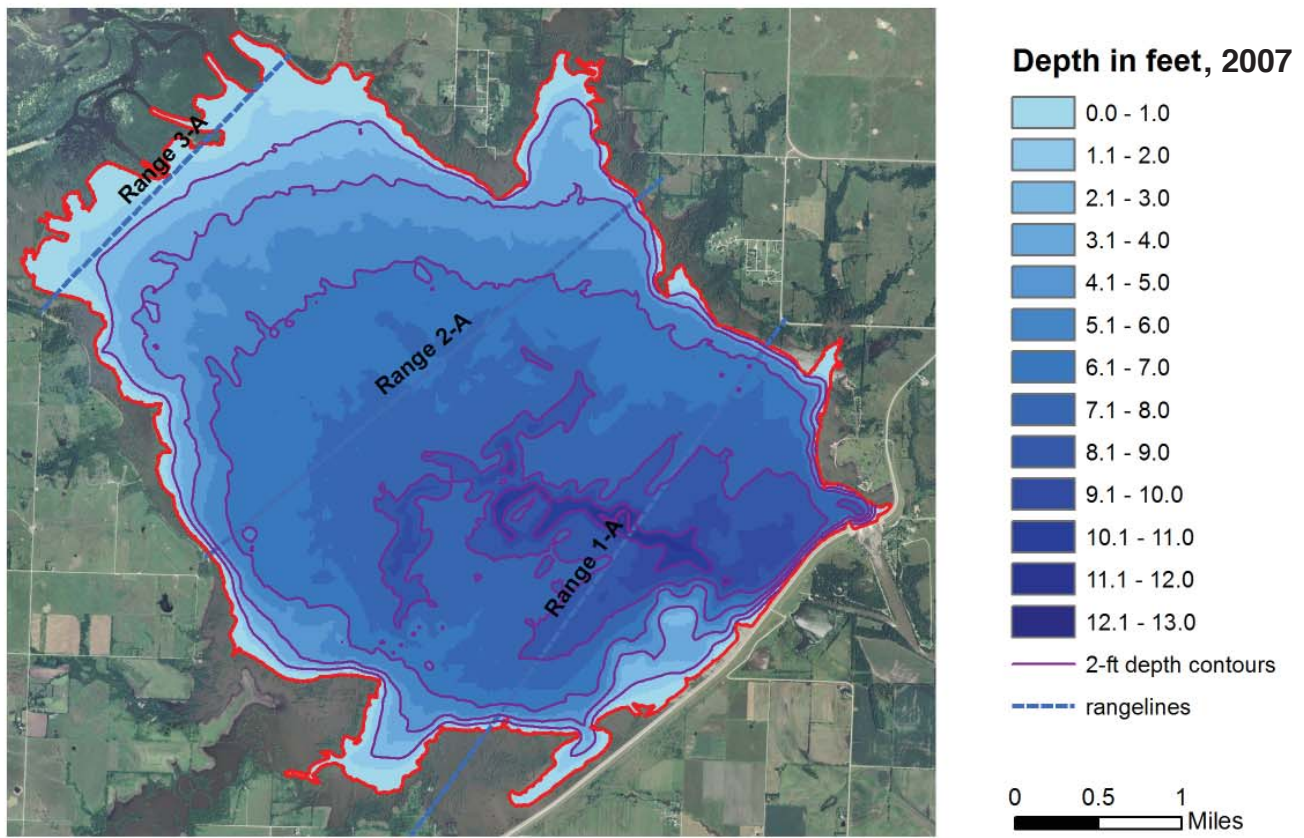 Range 3-A
Range 2-A
Range 1-A
Depth in feet, 2007
0.0 - 1.0
1.1 - 2.0
2.1 - 3.0
3.1 - 4.0
4.1 - 5.0
5.1 - 6.0
6.1 - 7.0
7.1 - 8.0
8.1 - 9.0
9.1 - 10.0
10.1 - 11.0
11.1 - 12.0
12.1 - 13.0
2-ft depth contours
rangelines
0 0.5 1
Miles